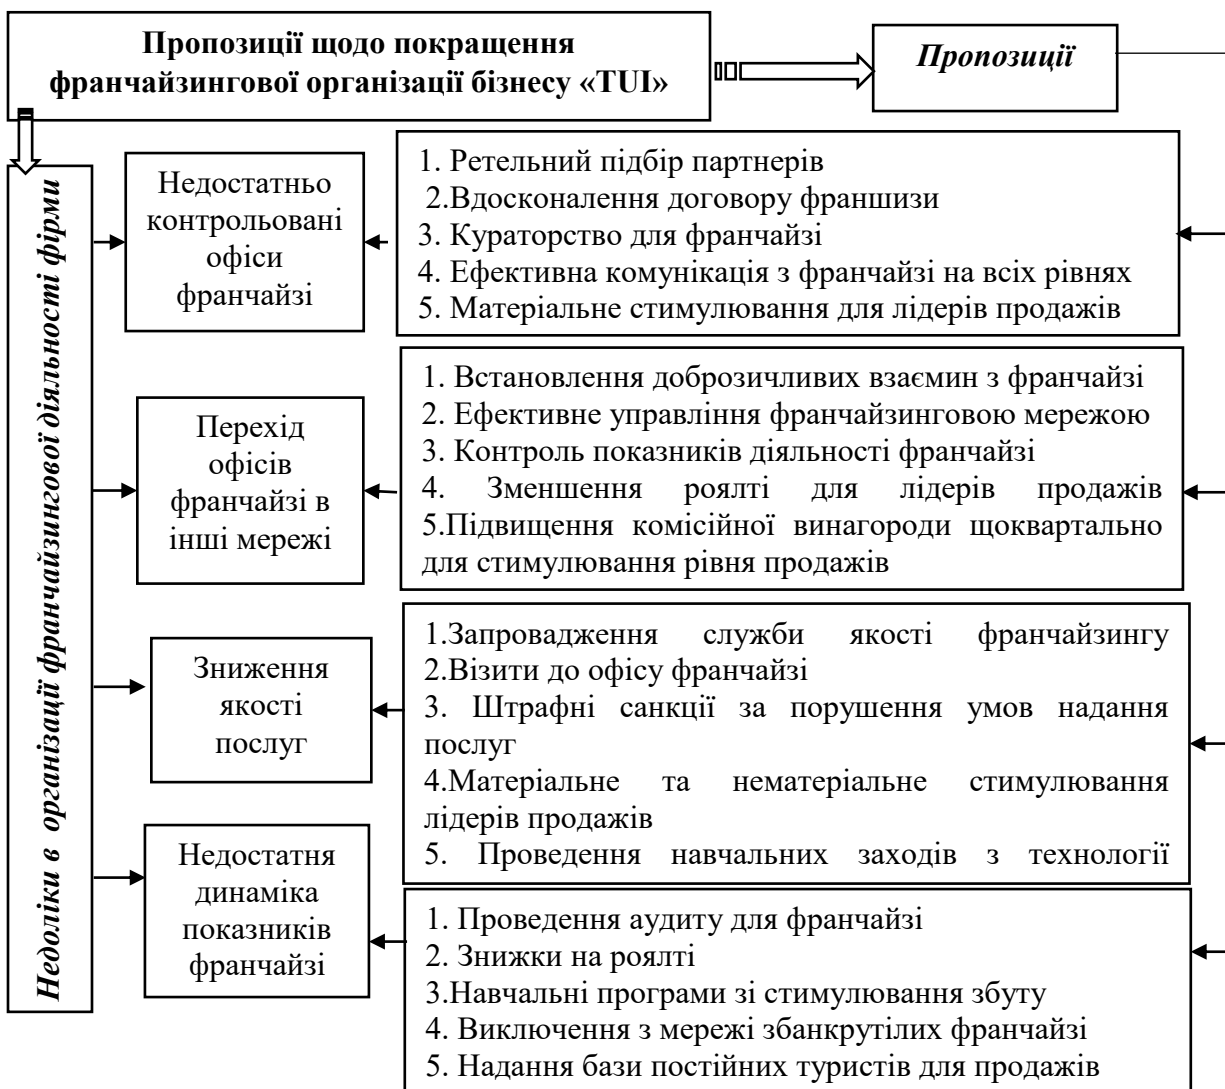 Пропозиції щодо покращення
франчайзингової організації бізнесу «TUI»
Пропозиції
Недоліки в організації франчайзингової діяльності фірми
Недостатньо
контрольовані
офіси
франчайзі
1. Ретельний підбір партнерів
2.Вдосконалення договору франшизи
3. Кураторство для франчайзі
4. Ефективна комунікація з франчайзі на всіх рівнях
5. Матеріальне стимулювання для лідерів продажів
Перехід
офісів
франчайзі в
інші мережі
1. Встановлення доброзичливих взаємин з франчайзі
2. Ефективне управління франчайзинговою мережою
3. Контроль показників діяльності франчайзі
4. Зменшення роялті для лідерів продажів
5.Підвищення комісійної винагороди щоквартально
для стимулювання рівня продажів
Зниження
якості
послуг
1.Запровадження служби якості франчайзингу
2.Візити до офісу франчайзі
3. Штрафні санкції за порушення умов надання
послуг
4.Матеріальне та нематеріальне стимулювання
лідерів продажів
5. Проведення навчальних заходів з технології
Недостатня
динаміка
показників
франчайзі
1. Проведення аудиту для франчайзі
2. Знижки на роялті
3.Навчальні програми зі стимулювання збуту
4. Виключення з мережі збанкрутілих франчайзі
5. Надання бази постійних туристів для продажів